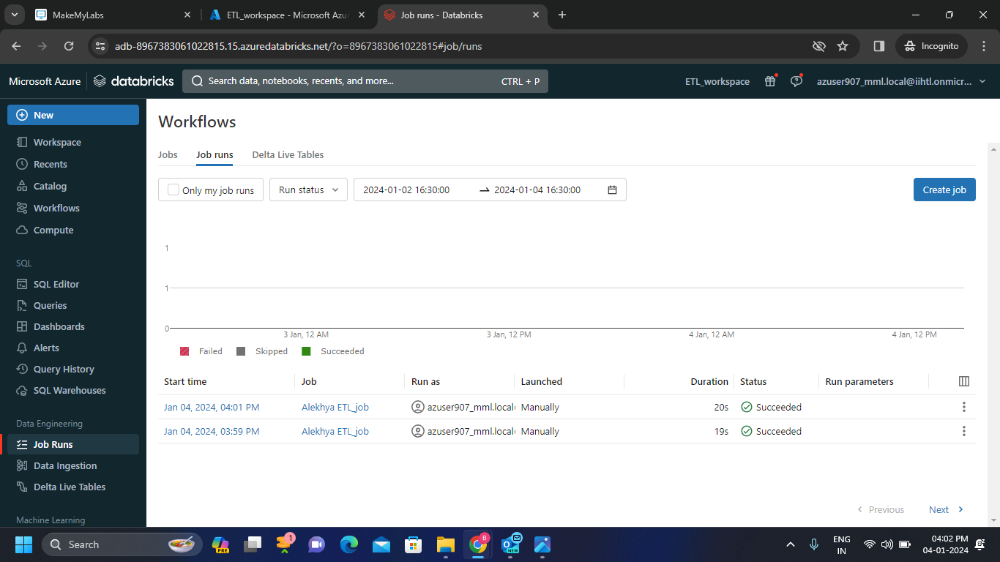 MakeMyLabs
ETL_workspace - Microsoft Azu
Job runs - Databricks
adb-8967383061022815.15.azuredatabricks.net/?o=8967383061022815#job/runs
Incognito
Microsoft Azure databricks
Search data, notebooks, recents, and more... CTRL + P
ETL_workspace
azuser907_mml.local@iihtl.onmicr...
New
Workspace
Recents
Catalog
Workflows
Compute
SQL
SQL Editor
Queries
Dashboards
Alerts
Query History
SQL Warehouses
Data Engineering
Job Runs
Data Ingestion
Delta Live Tables
Machine Learning
Workflows
Jobs Job runs Delta Live Tables
Only my job runs Run status 2024-01-02 16:30:00 → 2024-01-04 16:30:00 Create job
1
1
0
3 Jan, 12 AM 3 Jan, 12 PM 4 Jan, 12 AM 4 Jan, 12 PM
Failed Skipped Succeeded
Start time Job Run as Launched Duration Status Run parameters
Jan 04, 2024, 04:01 PM Alekhya ETL_job azuser907_mml.local Manually 20s Succeeded
Jan 04, 2024, 03:59 PM Alekhya ETL_job azuser907_mml.local Manually 19s Succeeded
Previous Next
Search
PRE
1
8
NEW
ENG
IN
04:02 PM
04-01-2024